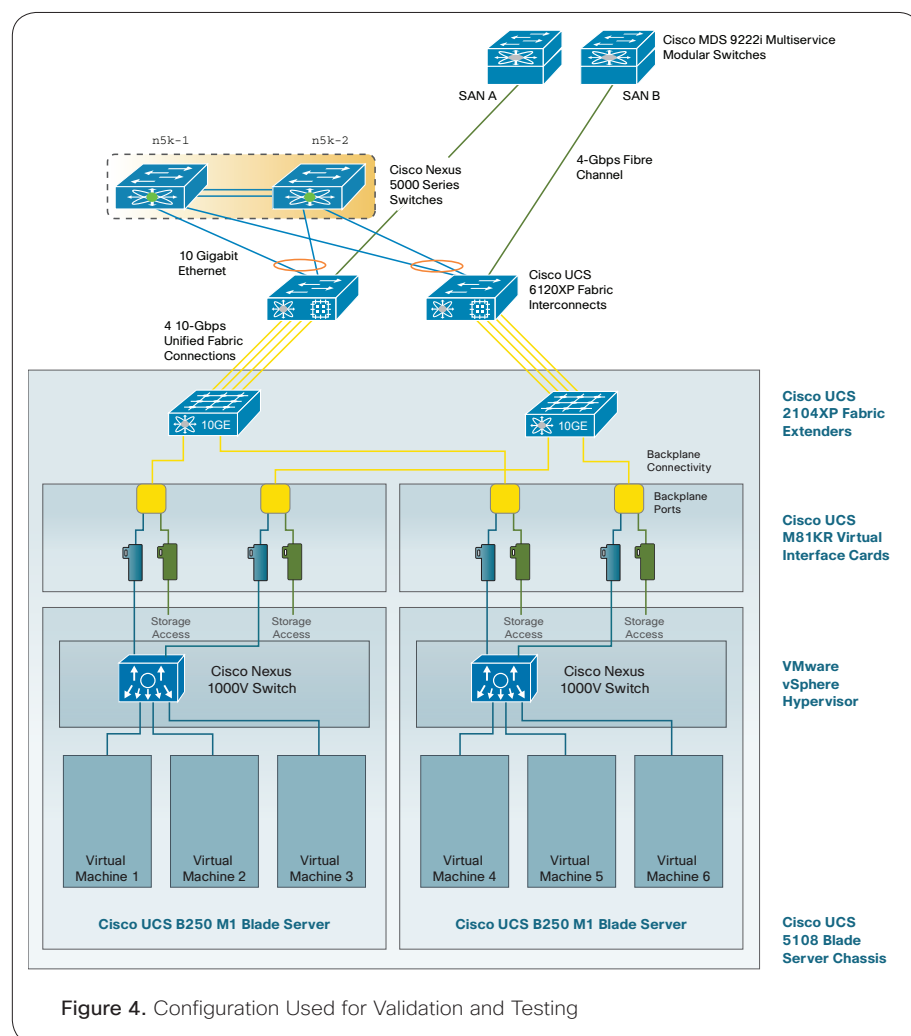 Cisco MDS 9222i Multiservice
Modular Switches
SAN A
SAN B
n5k-1
n5k-2
Cisco Nexus
5000 Series
Switches
4-Gbps Fibre
Channel
10 Gigabit
Ethernet
Cisco UCS
6120XP Fabric
Interconnects
4 10-Gbps
Unified Fabric
Connections
10GE
10GE
Cisco UCS
2104XP Fabric
Extenders
Backplane
Connectivity
Backplane
Ports
Cisco UCS
M81KR Virtual
Interface Cards
Storage
Access
Storage
Access
Storage
Access
Storage
Access
Cisco Nexus
1000V Switch
Cisco Nexus
1000V Switch
VMware
vSphere
Hypervisor
Virtual
Machine 1
Virtual
Machine 2
Virtual
Machine 3
Virtual
Machine 4
Virtual
Machine 5
Virtual
Machine 6
Cisco UCS B250 M1 Blade Server
Cisco UCS B250 M1 Blade Server
Cisco UCS
5108 Blade
Server Chassis
Figure 4. Configuration Used for Validation and Testing